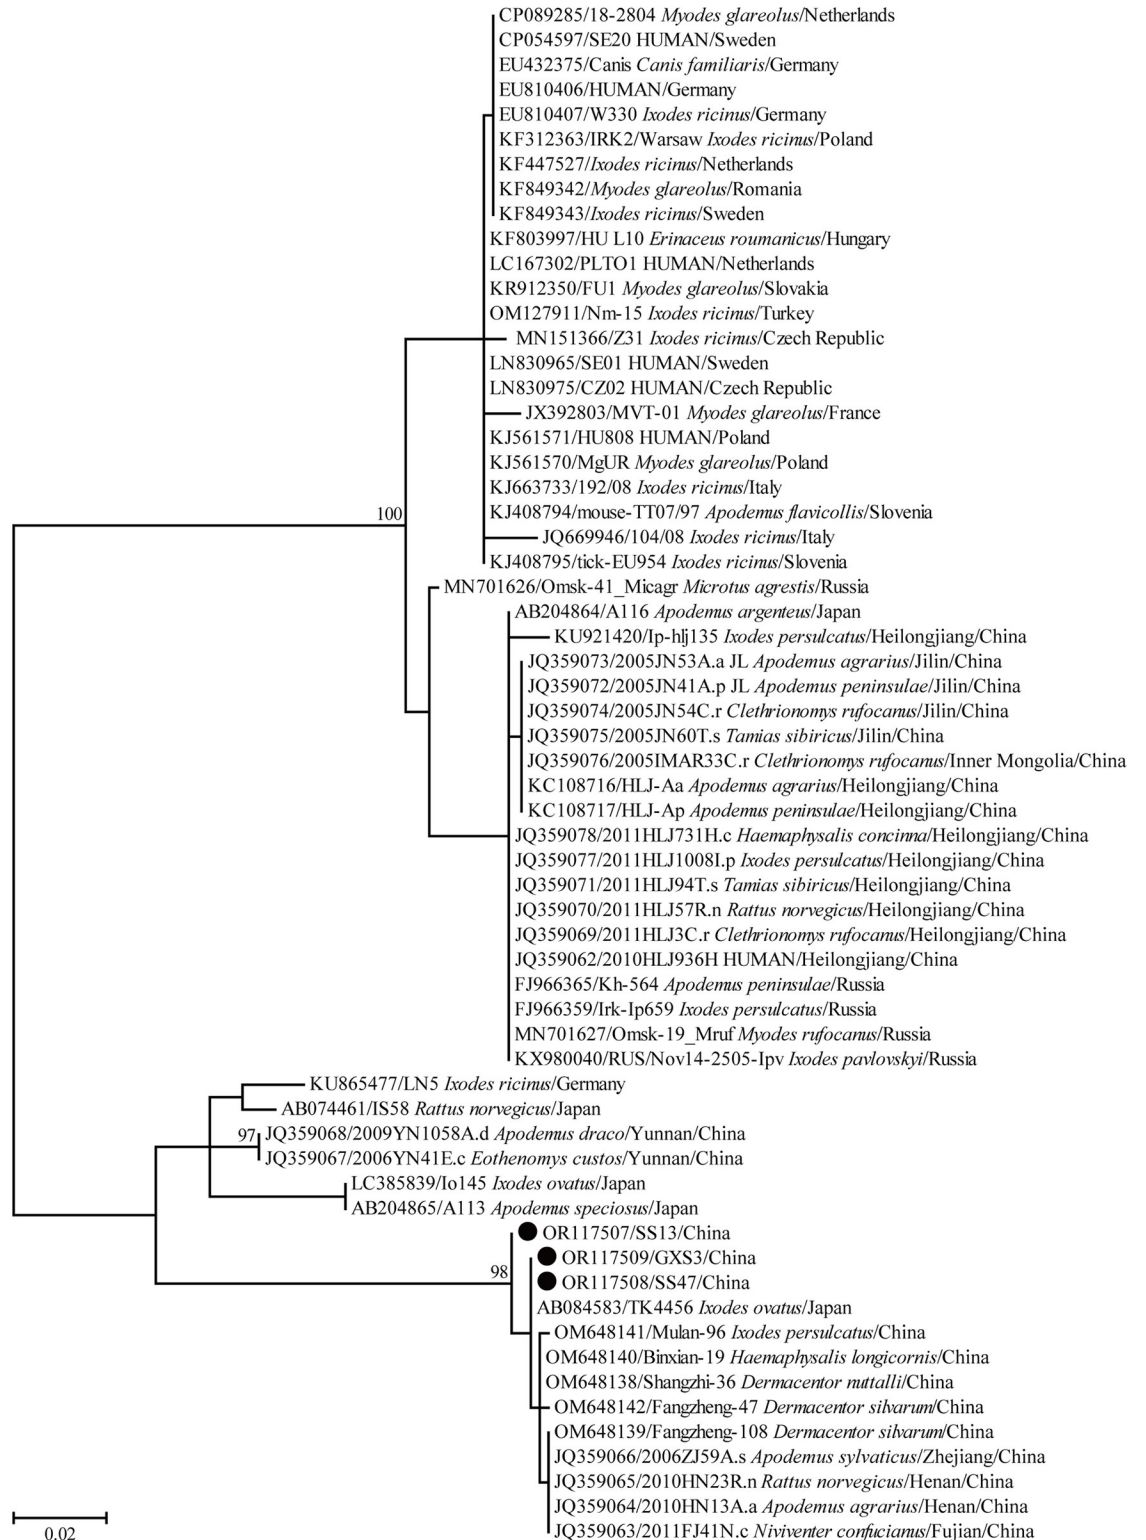 CP089285/18-2804 Myodes glareolus/Netherlands
CP054597/SE20 HUMAN/Sweden
EU432375/Canis Canis familiaris/Germany
EU810406/HUMAN/Germany
EU810407/W330 Ixodes ricinus/Germany
KF312363/IRK2/Warsaw Ixodes ricinus/Poland
KF447527/Ixodes ricinus/Netherlands
KF849342/Myodes glareolus/Romania
KF849343/Ixodes ricinus/Sweden
KF803997/HU L10 Erinaceus roumanicus/Hungary
LC167302/PLTO1 HUMAN/Netherlands
KR912350/FU1 Myodes glareolus/Slovakia
OM127911/Nm-15 Ixodes ricinus/Turkey
MN151366/Z31 Ixodes ricinus/Czech Republic
LN830965/SE01 HUMAN/Sweden
LN830975/CZ02 HUMAN/Czech Republic
JX392803/MVT-01 Myodes glareolus/France
KJ561571/HU808 HUMAN/Poland
KJ561570/MgUR Myodes glareolus/Poland
KJ663733/192/08 Ixodes ricinus/Italy
100
KJ408794/mouse-TT07/97 Apodemus flavicollis/Slovenia
JQ669946/104/08 Ixodes ricinus/Italy
KJ408795/tick-EU954 Ixodes ricinus/Slovenia
MN701626/Omsk-41_Micagr Microtus agrestis/Russia
AB204864/A116 Apodemus argenteus/Japan
KU921420/Ip-hlj135 Ixodes persulcatus/Heilongjiang/China
JQ359073/2005JN53A.a JL Apodemus agrarius/Jilin/China
JQ359072/2005JN41A.p JL Apodemus peninsulae/Jilin/China
JQ359074/2005JN54C.r Clethrionomys rufocanus/Jilin/China
JQ359075/2005JN60T.s Tamias sibiricus/Jilin/China
JQ359076/2005IMAR33C.r Clethrionomys rufocanus/Inner Mongolia/China
KC108716/HLJ-Aa Apodemus agrarius/Heilongjiang/China
KC108717/HLJ-Ap Apodemus peninsulae/Heilongjiang/China
JQ359078/2011HLJ731H.c Haemaphysalis concinna/Heilongjiang/China
JQ359077/2011HLJ1008I.p Ixodes persulcatus/Heilongjiang/China
JQ359071/2011HLJ94T.s Tamias sibiricus/Heilongjiang/China
JQ359070/2011HLJ57R.n Rattus norvegicus/Heilongjiang/China
JQ359069/2011HLJ3C.r Clethrionomys rufocanus/Heilongjiang/China
JQ359062/2010HLJ936H HUMAN/Heilongjiang/China
FJ966365/Kh-564 Apodemus peninsulae/Russia
FJ966359/Irk-Ip659 Ixodes persulcatus/Russia
MN701627/Omsk-19_Mruf Myodes rufocanus/Russia
KX980040/RUS/Nov14-2505-Ipv Ixodes pavlovskyi/Russia
KU865477/LN5 Ixodes ricinus/Germany
AB074461/IS58 Rattus norvegicus/Japan
97 JQ359068/2009YN1058A.d Apodemus draco/Yunnan/China
JQ359067/2006YN41E.c Eothenomys custos/Yunnan/China
LC385839/Io145 Ixodes ovatus/Japan
AB204865/A113 Apodemus speciosus/Japan
OR117507/SS13/China
OR117509/GXS3/China
98
OR117508/SS47/China
AB084583/TK4456 Ixodes ovatus/Japan
OM648141/Mulan-96 Ixodes persulcatus/China
OM648140/Binxian-19 Haemaphysalis longicornis/China
OM648138/Shangzhi-36 Dermacentor nuttalli/China
OM648142/Fangzheng-47 Dermacentor silvarum/China
OM648139/Fangzheng-108 Dermacentor silvarum/China
JQ359066/2006ZJ59A.s Apodemus sylvaticus/Zhejiang/China
JQ359065/2010HN23R.n Rattus norvegicus/Henan/China
JQ359064/2010HN13A.a Apodemus agrarius/Henan/China
JQ359063/2011FJ41N.c Niviventer confucianus/Fujian/China
0.02